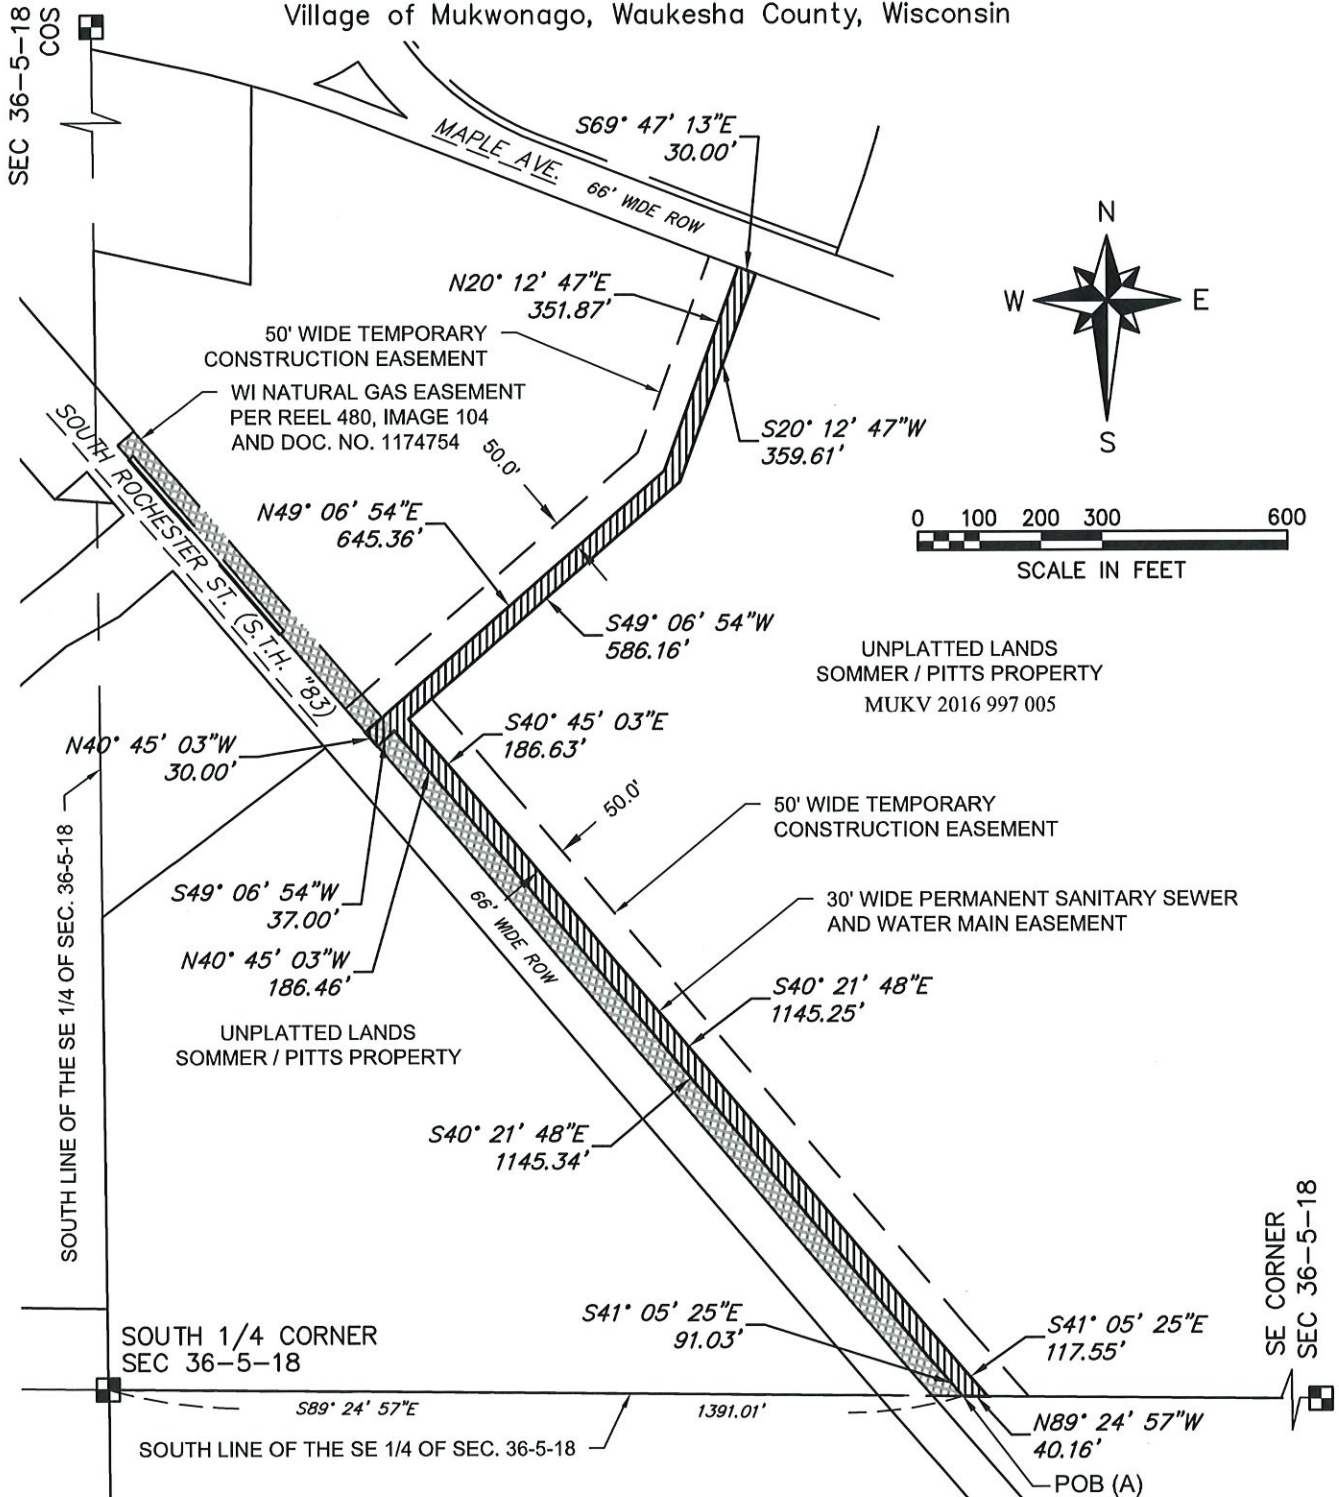 Village of Mukwonago, Waukesha County, Wisconsin
SEC 36-5-18
COS
MAPLE AVE.
66' WIDE ROW
S69° 47' 13"E
30.00'
N20° 12' 47"E
351.87'
50' WIDE TEMPORARY
CONSTRUCTION EASEMENT
WI NATURAL GAS EASEMENT
PER REEL 480, IMAGE 104
AND DOC. NO. 1174754
50.0'
N
W
E
S
S20° 12' 47"W
359.61'
SOUTH ROCHESTER ST. (S.T.H. "83)
N49° 06' 54"E
645.36'
0 100 200 300 600
SCALE IN FEET
S49° 06' 54"W
586.16'
UNPLATTED LANDS
SOMMER / PITTS PROPERTY
MUKV 2016 997 005
N40° 45' 03"W
30.00'
S40° 45' 03"E
186.63'
50.0'
50' WIDE TEMPORARY
CONSTRUCTION EASEMENT
S49° 06' 54"W
37.00'
66' WIDE ROW
30' WIDE PERMANENT SANITARY SEWER
AND WATER MAIN EASEMENT
N40° 45' 03"W
186.46'
S40° 21' 48"E
1145.25'
UNPLATTED LANDS
SOMMER / PITTS PROPERTY
SOUTH LINE OF THE SE 1/4 OF SEC. 36-5-18
S40° 21' 48"E
1145.34'
SE CORNER
SEC 36-5-18
S41° 05' 25"E
91.03'
S41° 05' 25"E
117.55'
SOUTH 1/4 CORNER
SEC 36-5-18
S89° 24' 57"E
1391.01'
N89° 24' 57"W
40.16'
SOUTH LINE OF THE SE 1/4 OF SEC. 36-5-18
POB (A)